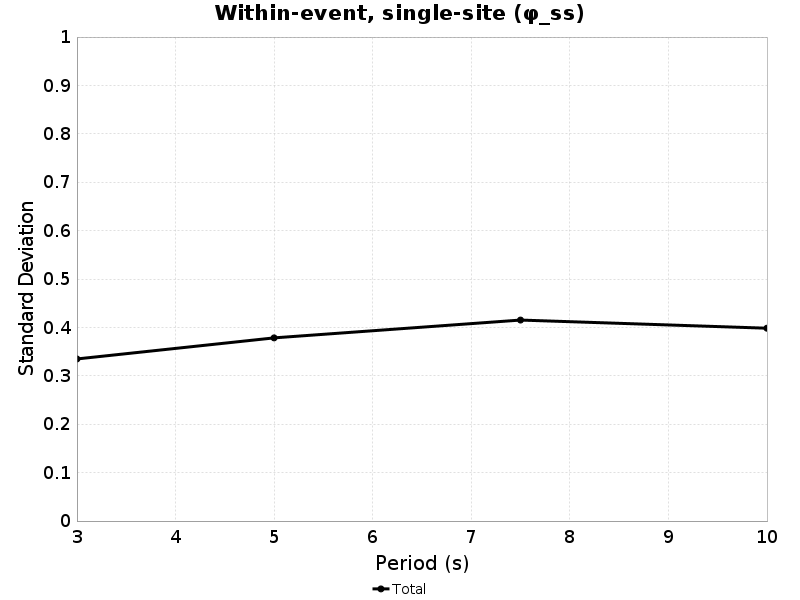 Within-event, single-site (φ_ss)
1
0.9
0.8
0.7
0.6
0.5
0.4
0.3
0.2
0.1
0
Standard Deviation
3 4 5 6 7 8 9 10
Period (s)
Total